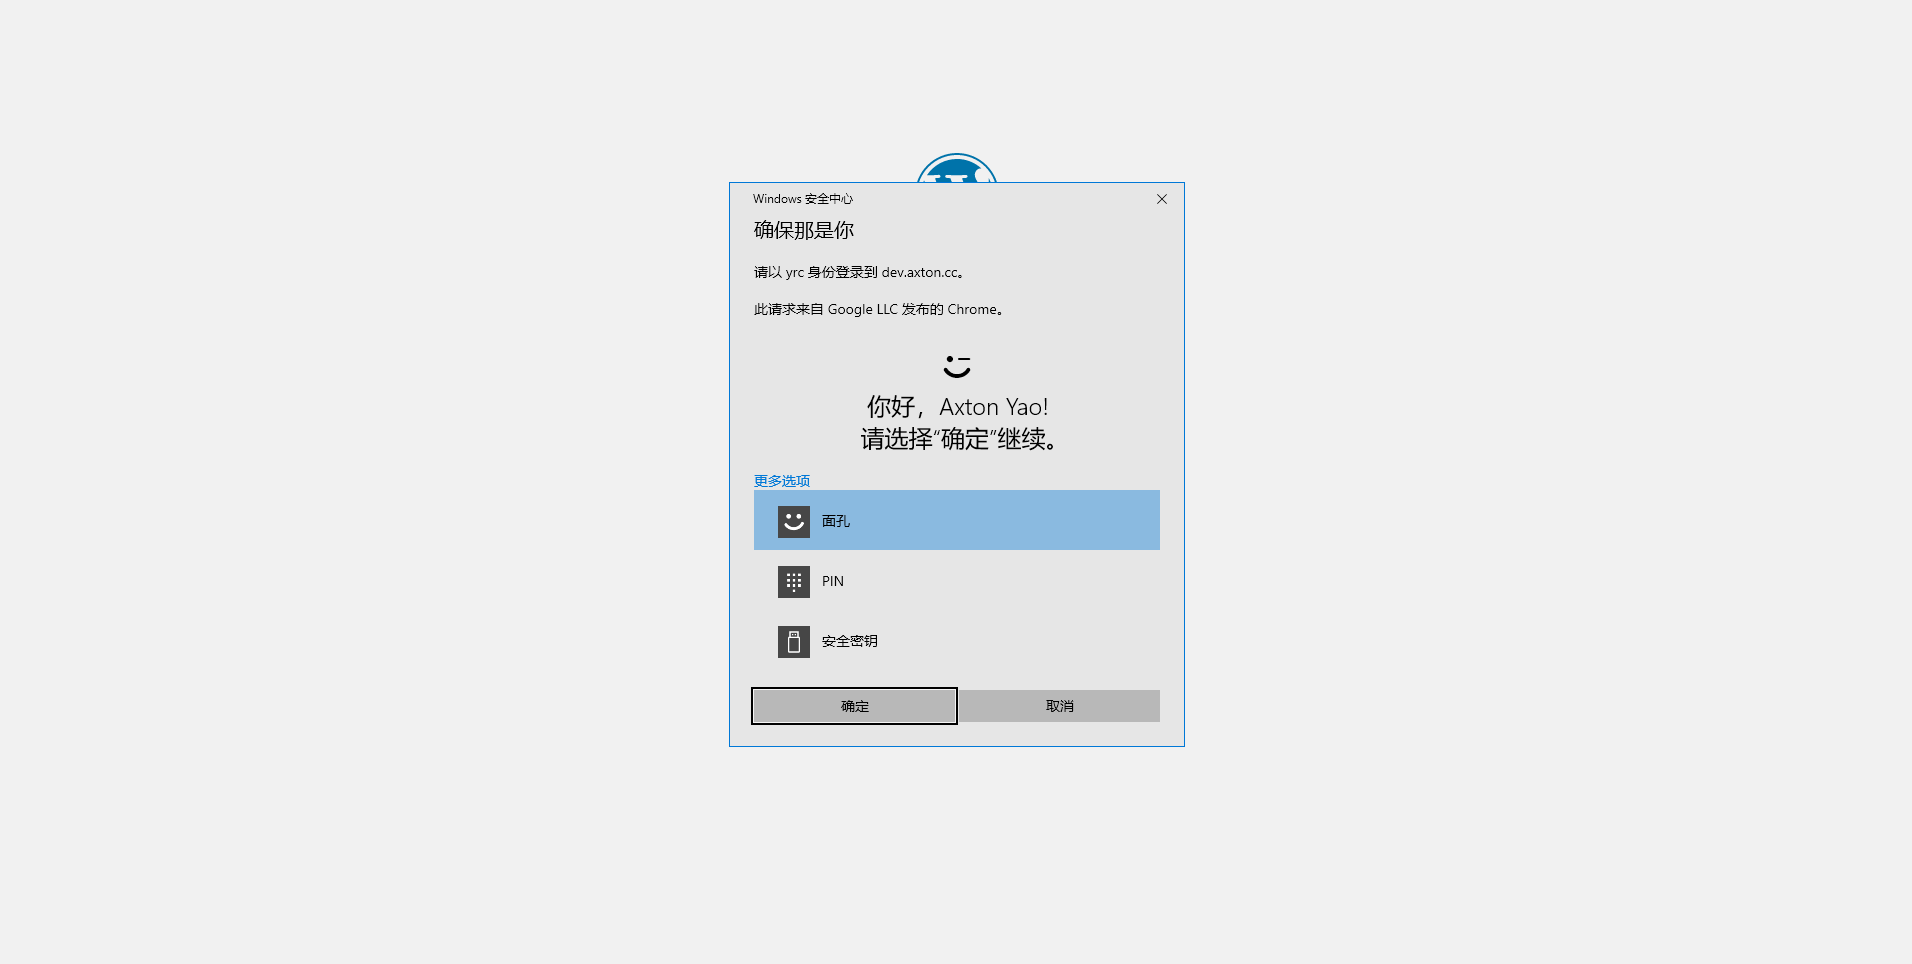 Windows 安全中心
确保那是你
请以 yrc 身份登录到 dev.axton.cc。
此请求来自 Google LLC 发布的 Chrome。
你好，Axton Yao!
请选择“确定”继续。
更多选项
面孔
PIN
安全密钥
确定
取消